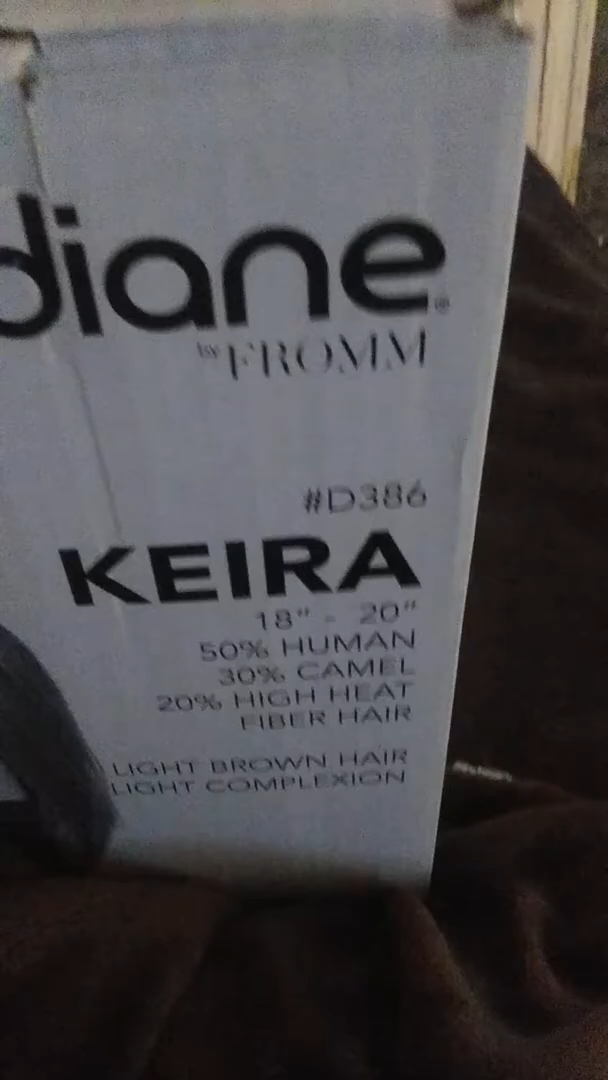 diane®
BY FROMM
#D386
KEIRA
18" - 20"
50% HUMAN
30% CAMEL
20% HIGH HEAT
FIBER HAIR
LIGHT BROWN HAIR
LIGHT COMPLEXION